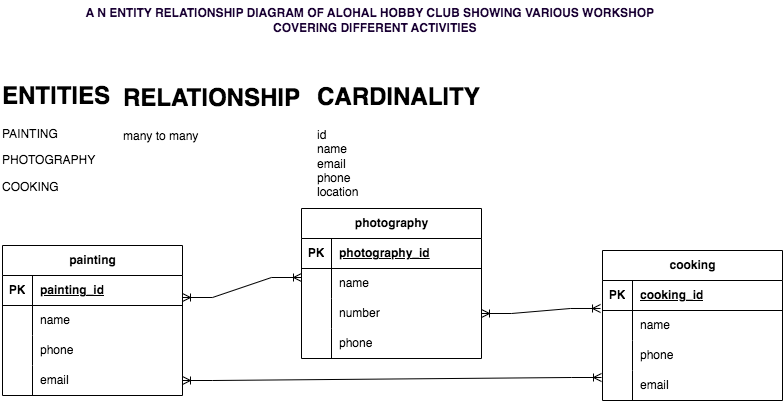 A N ENTITY RELATIONSHIP DIAGRAM OF ALOHAL HOBBY CLUB SHOWING VARIOUS WORKSHOP
COVERING DIFFERENT ACTIVITIES
ENTITIES RELATIONSHIP CARDINALITY
PAINTING many to many id
name
PHOTOGRAPHY email
phone
COOKING location
photography
PK photography_id
name
number
phone
painting
PK painting_id
name
phone
email
cooking
PK cooking_id
name
phone
email